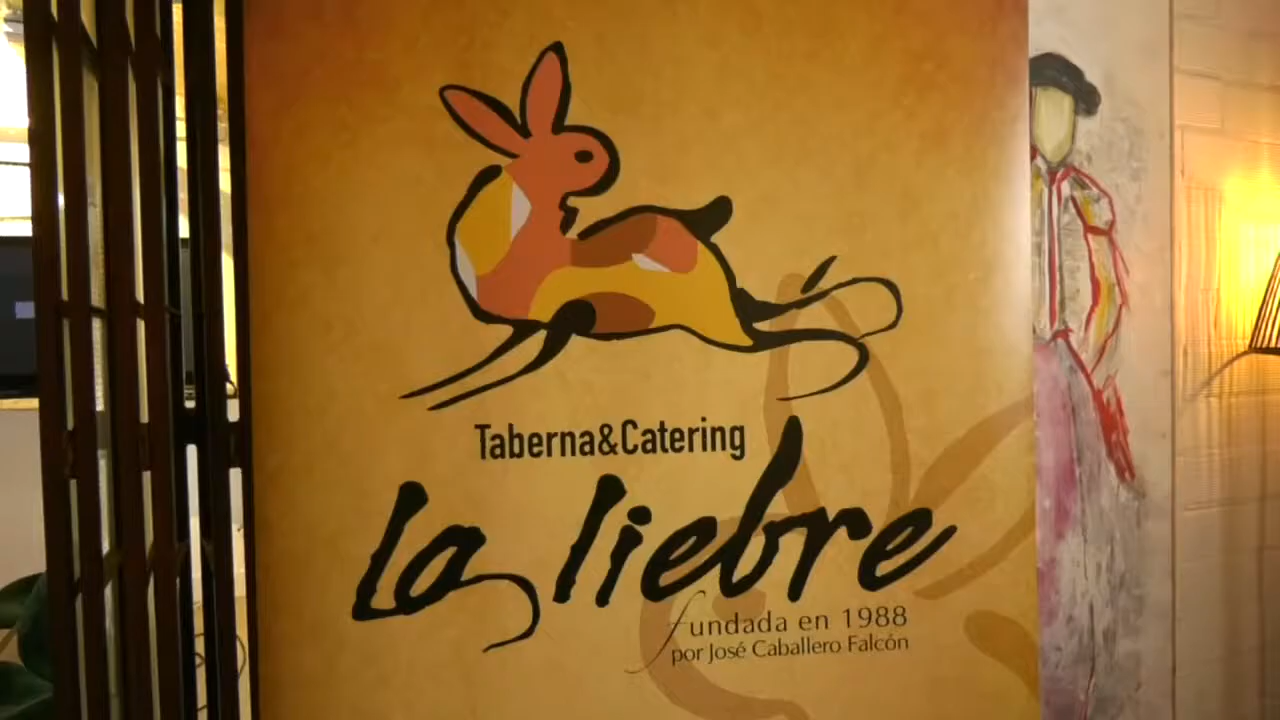 Taberna&Catering
La liebre
fundada en 1988
por José Caballero Falcón